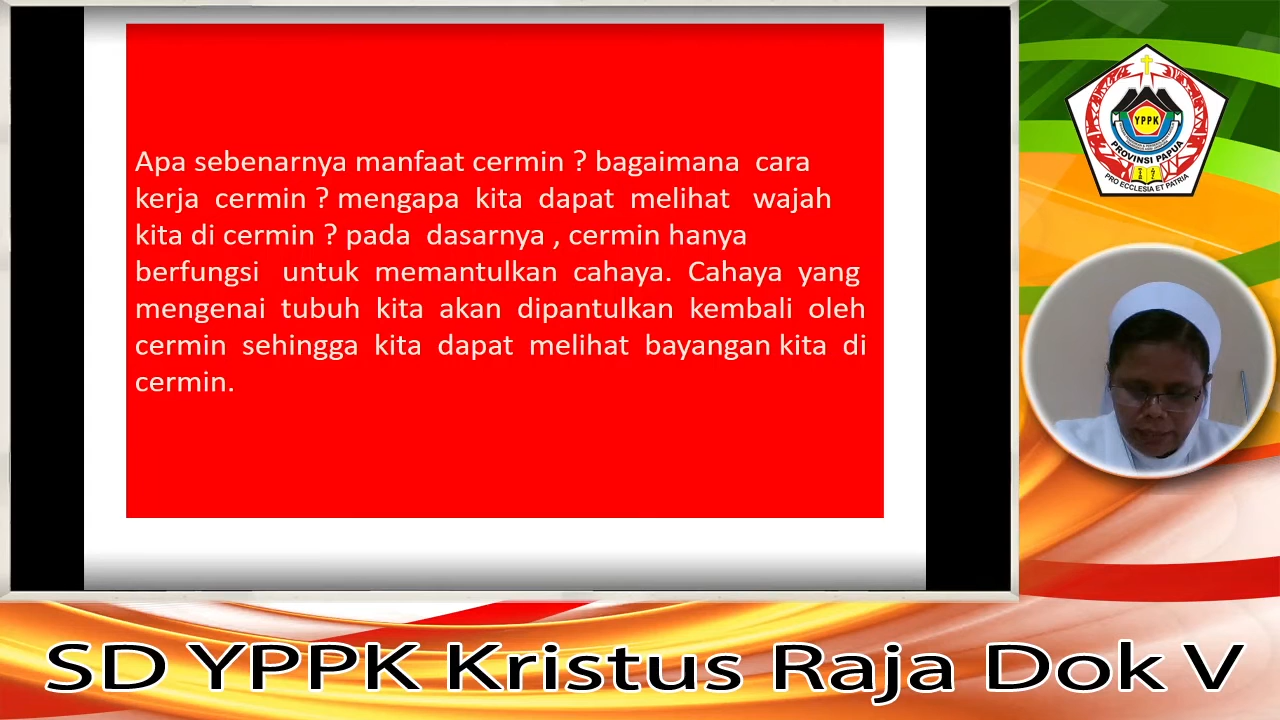 Apa sebenarnya manfaat cermin ? bagaimana cara
kerja cermin ? mengapa kita dapat melihat wajah
kita di cermin ? pada dasarnya , cermin hanya
berfungsi untuk memantulkan cahaya. Cahaya yang
mengenai tubuh kita akan dipantulkan kembali oleh
cermin sehingga kita dapat melihat bayangan kita di
cermin.
YPPK
PROVINSI PAPUA
PRO ECCLESIA ET PATRIA
SD YPPK Kristus Raja Dok V